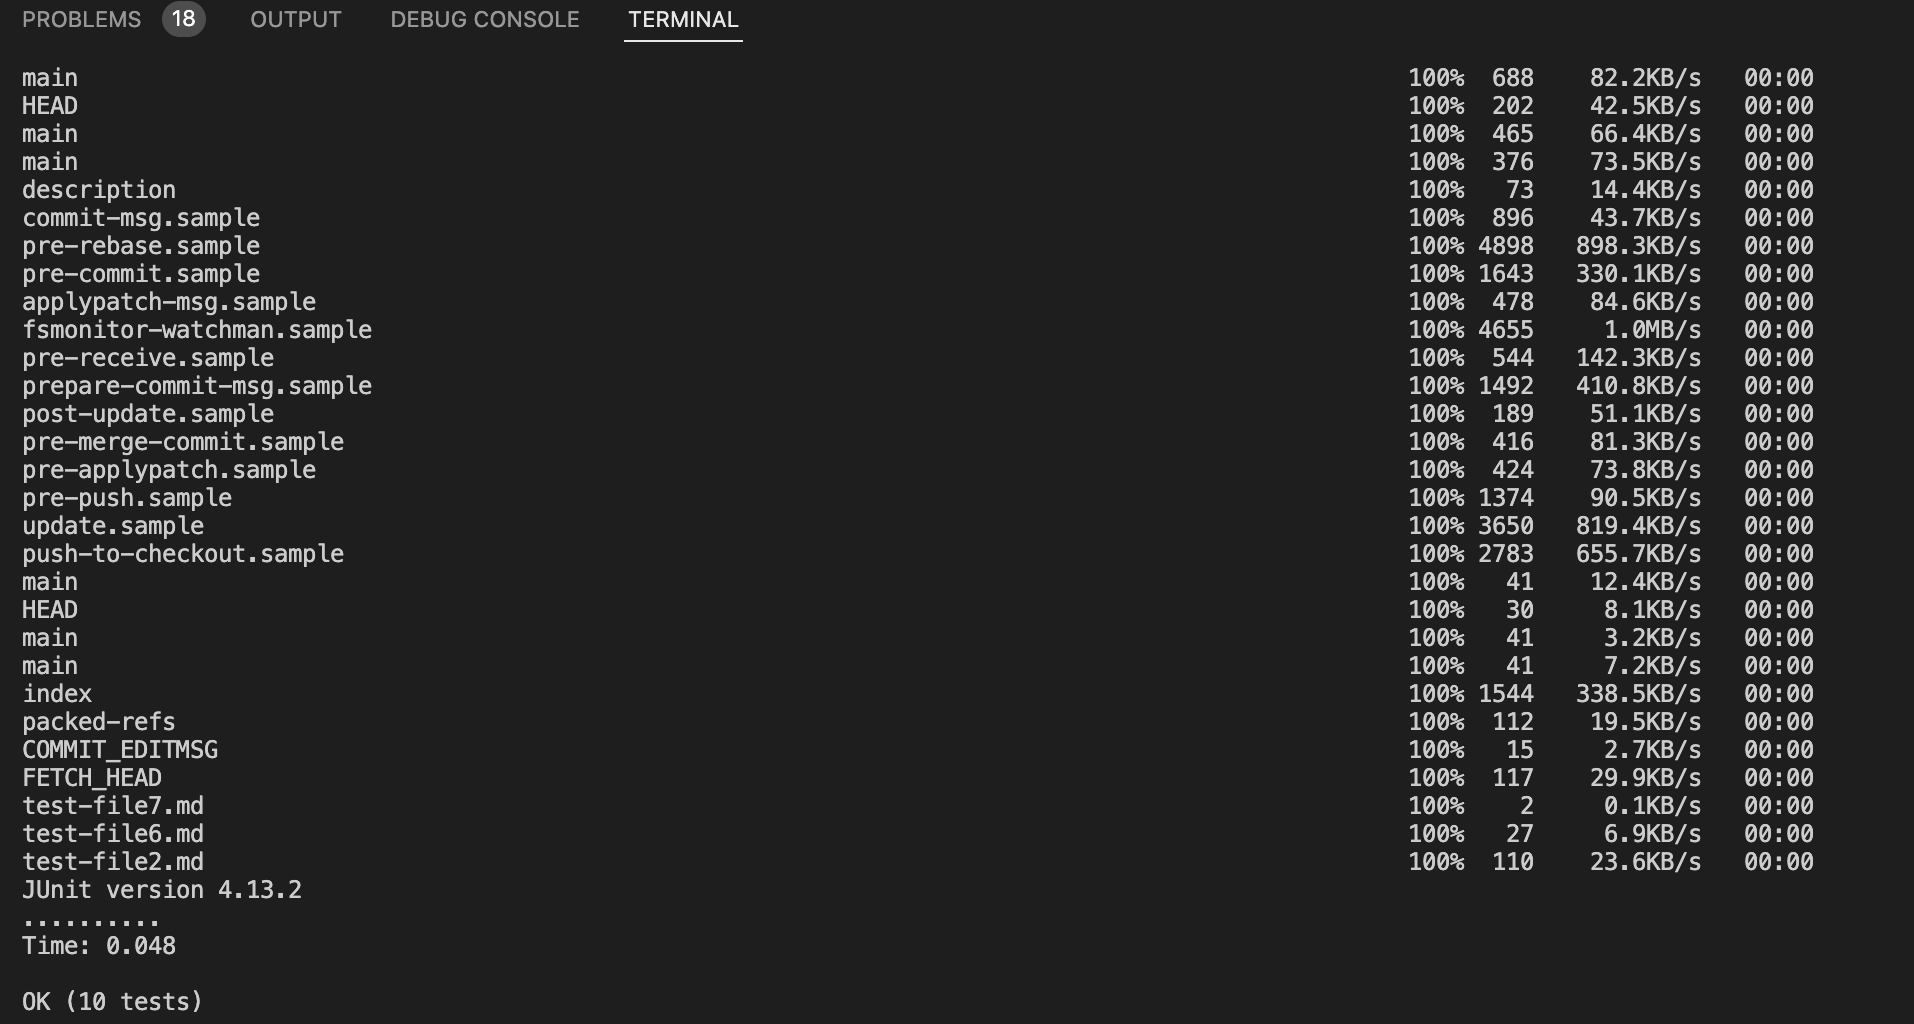 PROBLEMS 18 OUTPUT DEBUG CONSOLE TERMINAL
main 100% 688 82.2KB/s 00:00
HEAD 100% 202 42.5KB/s 00:00
main 100% 465 66.4KB/s 00:00
main 100% 376 73.5KB/s 00:00
description 100% 73 14.4KB/s 00:00
commit-msg.sample 100% 896 43.7KB/s 00:00
pre-rebase.sample 100% 4898 898.3KB/s 00:00
pre-commit.sample 100% 1643 330.1KB/s 00:00
applypatch-msg.sample 100% 478 84.6KB/s 00:00
fsmonitor-watchman.sample 100% 4655 1.0MB/s 00:00
pre-receive.sample 100% 544 142.3KB/s 00:00
prepare-commit-msg.sample 100% 1492 410.8KB/s 00:00
post-update.sample 100% 189 51.1KB/s 00:00
pre-merge-commit.sample 100% 416 81.3KB/s 00:00
pre-applypatch.sample 100% 424 73.8KB/s 00:00
pre-push.sample 100% 1374 90.5KB/s 00:00
update.sample 100% 3650 819.4KB/s 00:00
push-to-checkout.sample 100% 2783 655.7KB/s 00:00
main 100% 41 12.4KB/s 00:00
HEAD 100% 30 8.1KB/s 00:00
main 100% 41 3.2KB/s 00:00
main 100% 41 7.2KB/s 00:00
index 100% 1544 338.5KB/s 00:00
packed-refs 100% 112 19.5KB/s 00:00
COMMIT_EDITMSG 100% 15 2.7KB/s 00:00
FETCH_HEAD 100% 117 29.9KB/s 00:00
test-file7.md 100% 2 0.1KB/s 00:00
test-file6.md 100% 27 6.9KB/s 00:00
test-file2.md 100% 110 23.6KB/s 00:00
JUnit version 4.13.2
..........
Time: 0.048
OK (10 tests)